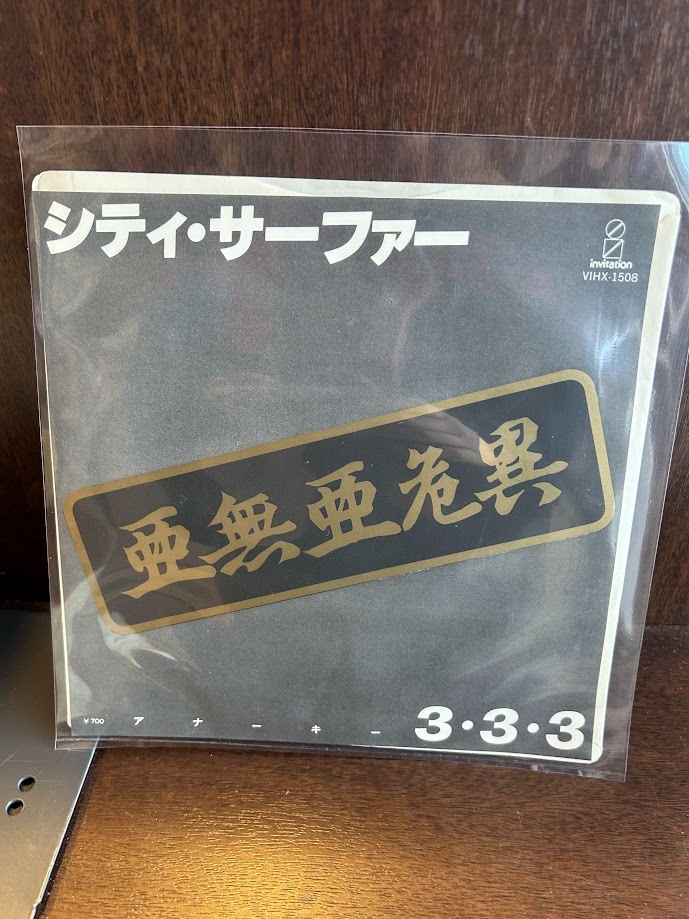 シティ・サーファー
invitation
VIHX-1508
亜無亜危異
¥700 アナーキー
3・3・3